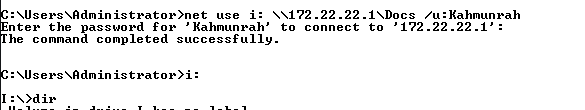 C:\Users\Administrator>net use i: \\172.22.22.1\Docs /u:Kahmunrah
Enter the password for 'Kahmunrah' to connect to '172.22.22.1':
The command completed successfully.
C:\Users\Administrator>i:
I:\>dir
Volume in drive I has no label